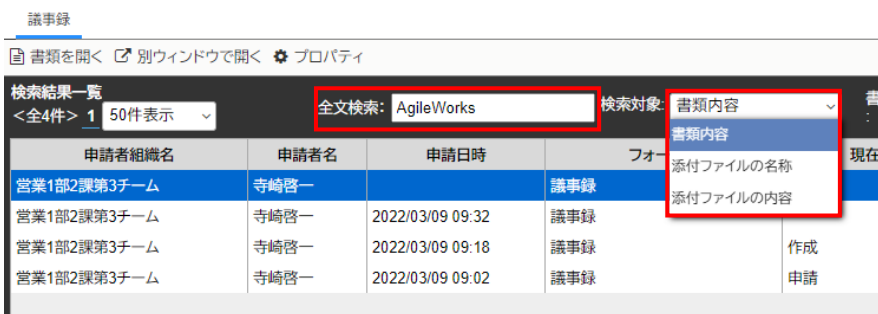 議事録
書類を開く 別ウィンドウで開く プロパティ
検索結果一覧
<全4件> 1 50件表示
全文検索: AgileWorks
検索対象: 書類内容
書
:
書類内容
添付ファイルの名称
添付ファイルの内容
申請者組織名 申請者名 申請日時 フォー 現在
営業1部2課第3チーム 寺崎啓一 議事録
営業1部2課第3チーム 寺崎啓一 2022/03/09 09:32 議事録
営業1部2課第3チーム 寺崎啓一 2022/03/09 09:18 議事録 作成
営業1部2課第3チーム 寺崎啓一 2022/03/09 09:02 議事録 申請